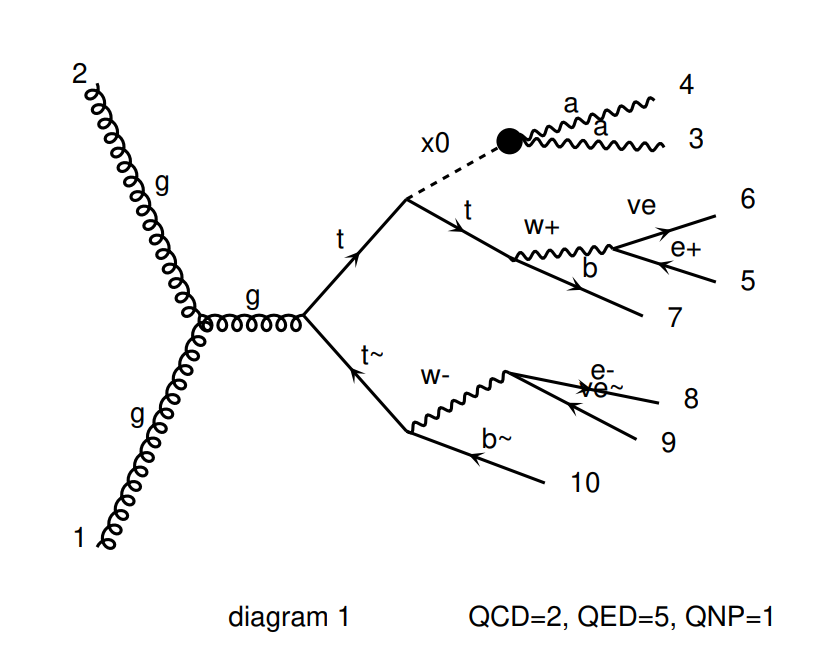 2
4
a
a
3
x0
g
6
ve
t
w+
e+
t
b
5
g
7
t~
w-
e-
ve~
8
g
b~
9
10
1
diagram 1
QCD=2, QED=5, QNP=1